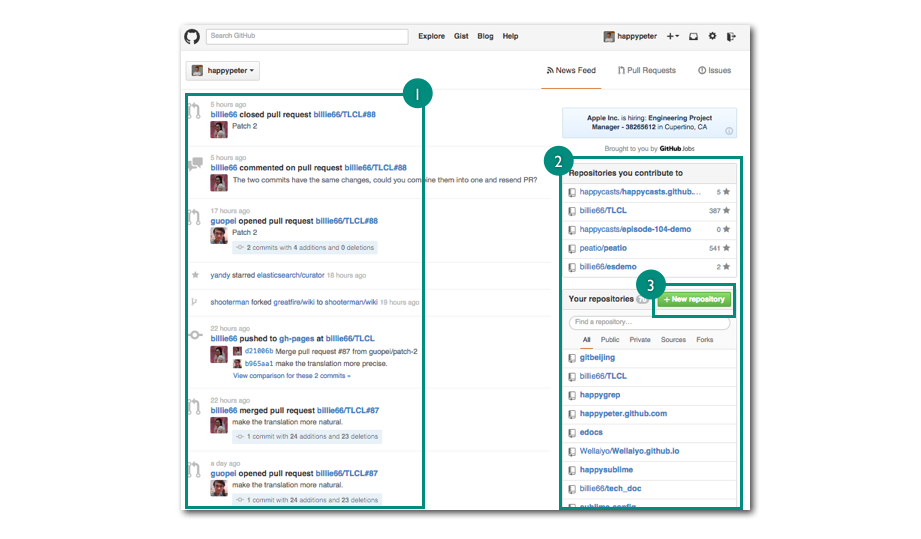 Search GitHub
Explore Gist Blog Help
happypeter
happypeter
News Feed Pull Requests Issues
1
5 hours ago
billie66 closed pull request billie66/TLCL#88
Patch 2
5 hours ago
billie66 commented on pull request billie66/TLCL#88
The two commits have the same changes, could you combine them into one and resend PR?
17 hours ago
guopei opened pull request billie66/TLCL#88
Patch 2
2 commits with 4 additions and 0 deletions
yandy starred elasticsearch/curator 18 hours ago
shooterman forked greatfire/wiki to shooterman/wiki 19 hours ago
22 hours ago
billie66 pushed to gh-pages at billie66/TLCL
d21006b Merge pull request #87 from guopei/patch-2
b965aa1 make the translation more precise.
View comparison for these 2 commits »
22 hours ago
billie66 merged pull request billie66/TLCL#87
make the translation more natural.
1 commit with 24 additions and 23 deletions
a day ago
guopei opened pull request billie66/TLCL#87
make the translation more natural.
1 commit with 24 additions and 23 deletions
Apple Inc. is hiring: Engineering Project
Manager - 38265612 in Cupertino, CA
Brought to you by GitHub Jobs
2
Repositories you contribute to
happycasts/happycasts.github.... 5
billie66/TLCL 387
happycasts/episode-104-demo 0
peatio/peatio 541
billie66/esdemo 2
3
Your repositories
+ New repository
Find a repository...
All Public Private Sources Forks
gitbeijing
billie66/TLCL
happygrep
happypeter.github.com
edocs
Wellaiyo/Wellaiyo.github.io
happysublime
billie66/tech_doc
sublime-config